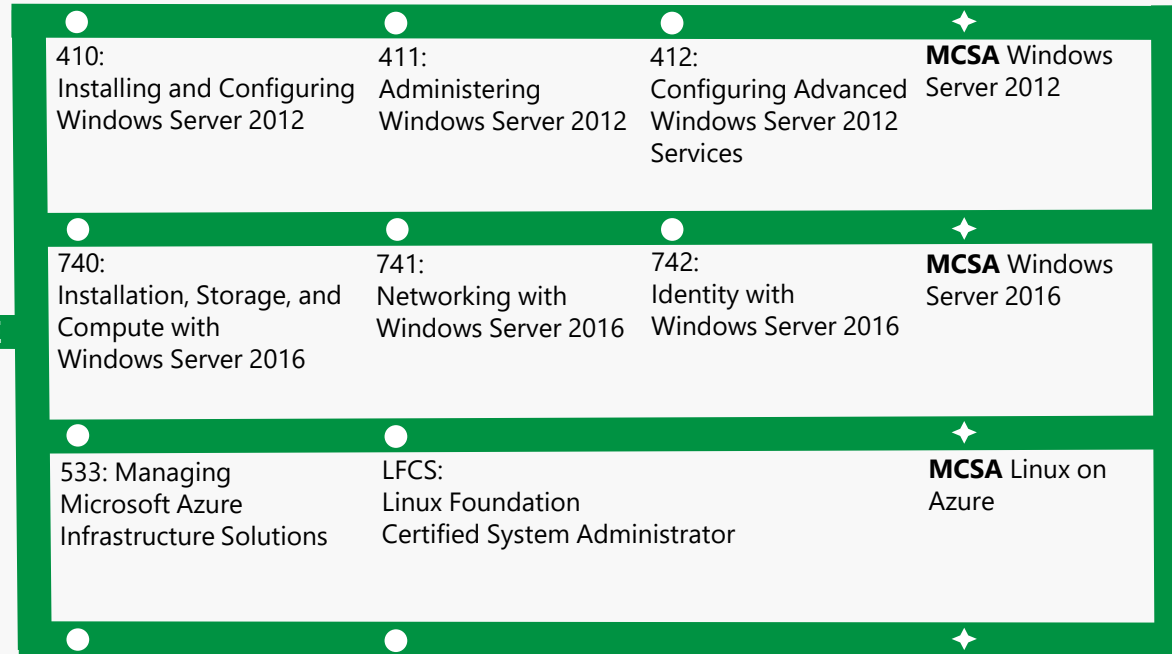 410:
Installing and Configuring
Windows Server 2012
411:
Administering
Windows Server 2012
412:
Configuring Advanced
Windows Server 2012
Services
MCSA Windows
Server 2012
740:
Installation, Storage, and
Compute with
Windows Server 2016
741:
Networking with
Windows Server 2016
742:
Identity with
Windows Server 2016
MCSA Windows
Server 2016
533: Managing
Microsoft Azure
Infrastructure Solutions
LFCS:
Linux Foundation
Certified System Administrator
MCSA Linux on
Azure